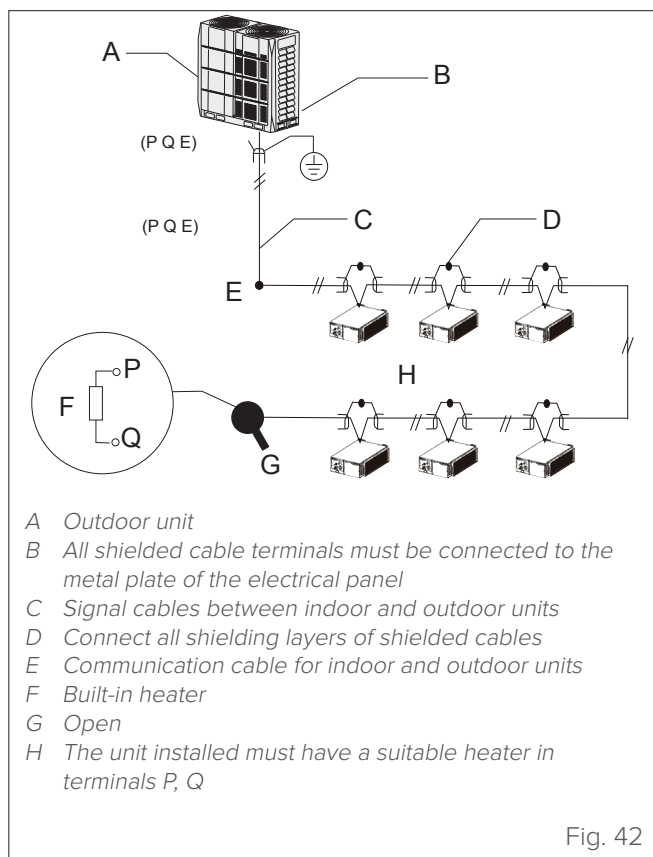 A
B
(P Q E)
(P Q E)
C
D
E
H
F
P
Q
G
A Outdoor unit
B All shielded cable terminals must be connected to the
metal plate of the electrical panel
C Signal cables between indoor and outdoor units
D Connect all shielding layers of shielded cables
E Communication cable for indoor and outdoor units
F Built-in heater
G Open
H The unit installed must have a suitable heater in
terminals P, Q
Fig. 42